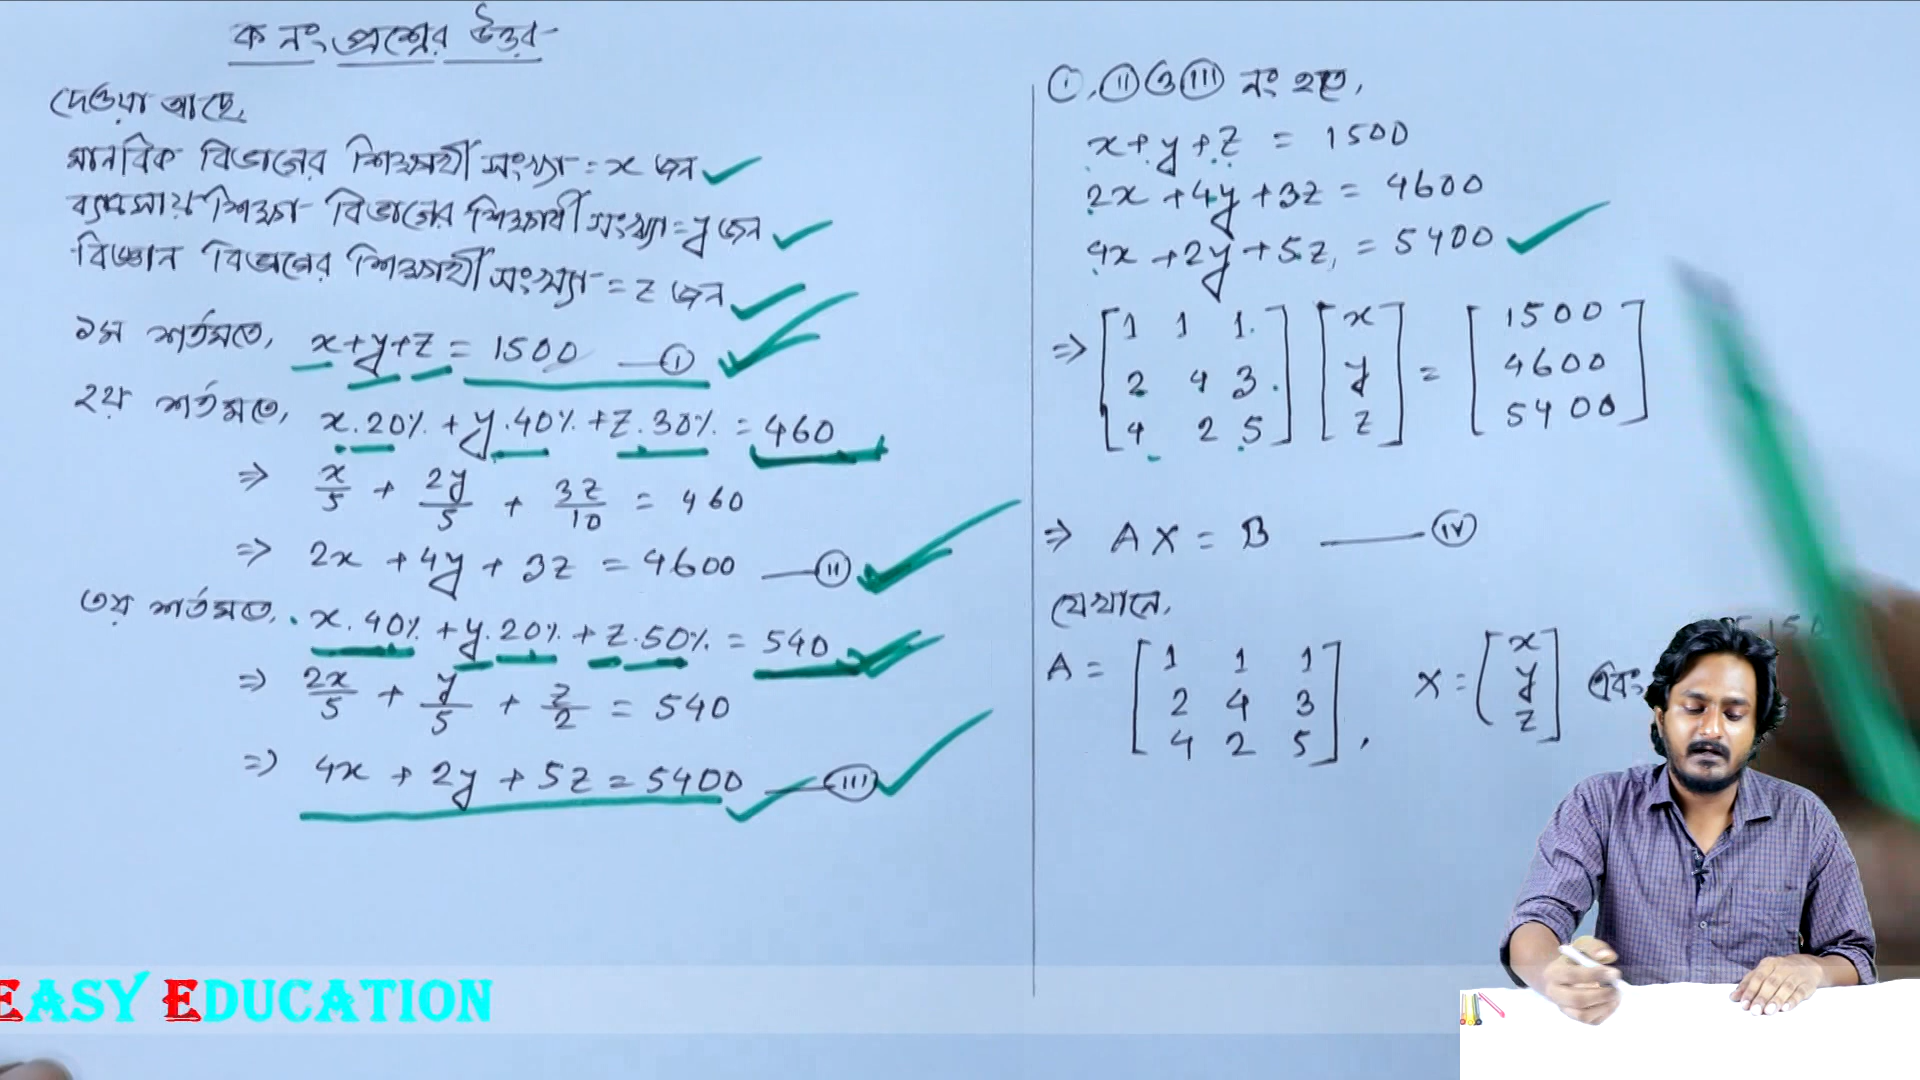 ক নং প্রশ্নের উত্তর-
দেওয়া আছে,
মানবিক বিভাগের শিক্ষার্থী সংখ্যা = x জন
ব্যবসায় শিক্ষা বিভাগের শিক্ষার্থী সংখ্যা = y জন
বিজ্ঞান বিভাগের শিক্ষার্থী সংখ্যা = z জন
১ম শর্তমতে, x+y+z = 1500 — (i)
২য় শর্তমতে, x.20% + y.40% + z.30% = 460
⇒ x/5 + 2y/5 + 3z/10 = 460
⇒ 2x + 4y + 3z = 4600 — (ii)
৩য় শর্তমতে, x.40% + y.20% + z.50% = 540
⇒ 2x/5 + y/5 + z/2 = 540
⇒ 4x + 2y + 5z = 5400 — (iii)
(i), (ii) ও (iii) নং হতে,
x+y+z = 1500
2x+4y+3z = 4600
4x+2y+5z = 5400
⇒ [1 1 1] [x] = [1500]
[2 4 3] [y] [4600]
[4 2 5] [z] [5400]
⇒ AX = B — (iv)
যেখানে,
A = [1 1 1] X = [x] এবং
[2 4 3] [y]
[4 2 5], [z]
EASY EDUCATION